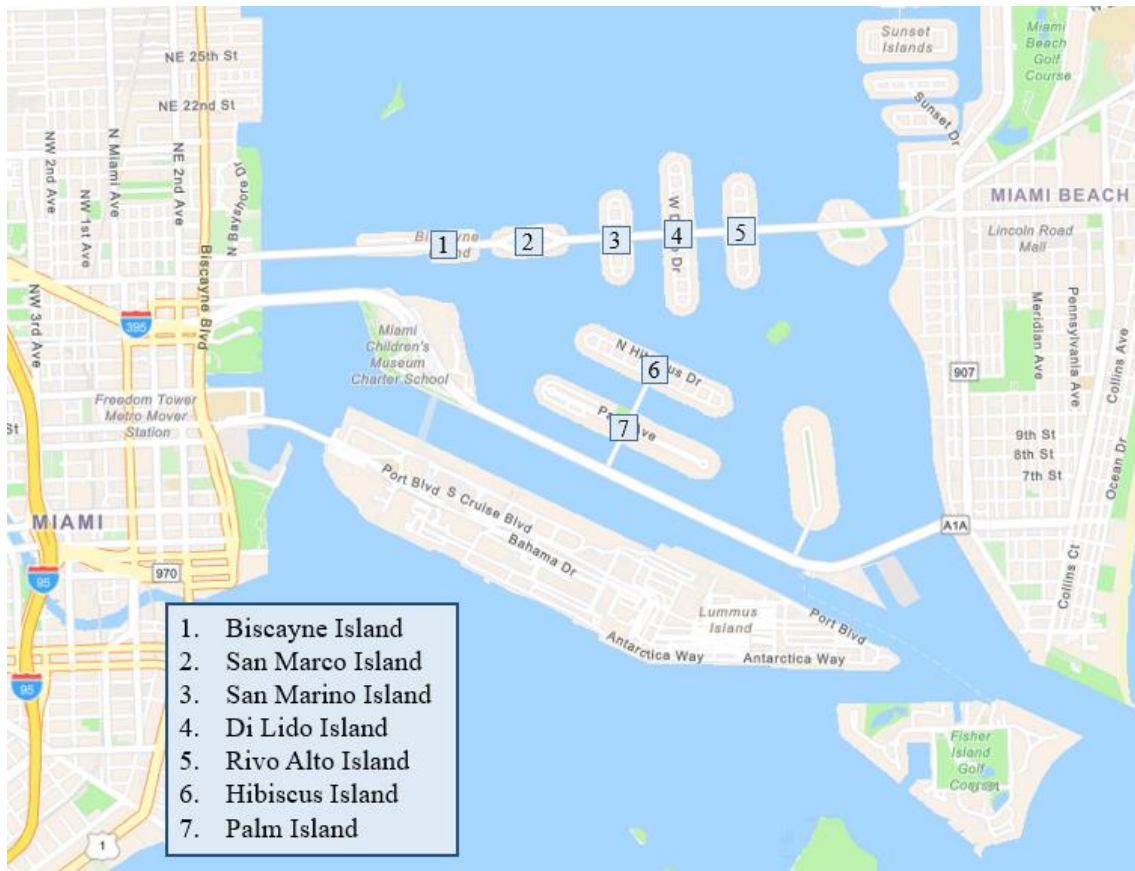 Sunset
Islands
Miami
Beach
Golf
Course
NE 25th St
NE 22nd St
Sunset Dr
NW 2nd Ave
N Miami Ave
NE 2nd Ave
NW 1st Ave
N Bayshore Dr
MIAMI BEACH
Lincoln Road
Mall
1
2
3
4
5
Biscayne Blvd
NW 3rd Ave
395
Miami
Children's
Museum
Charter School
6
7
907
Meridian Ave
Pennsylvania Ave
Collins Ave
Freedom Tower
Metro Mover
Station
St
9th St
8th St
7th St
Ocean Dr
Port Blvd
S Cruise Blvd
Bahama Dr
MIAMI
A1A
970
95
Collins Ct
Lummus
Island
Port Blvd
Antarctica Way
Antarctica Way
95
1
Fisher
Island
Golf
1. Biscayne Island
2. San Marco Island
3. San Marino Island
4. Di Lido Island
5. Rivo Alto Island
6. Hibiscus Island
7. Palm Island